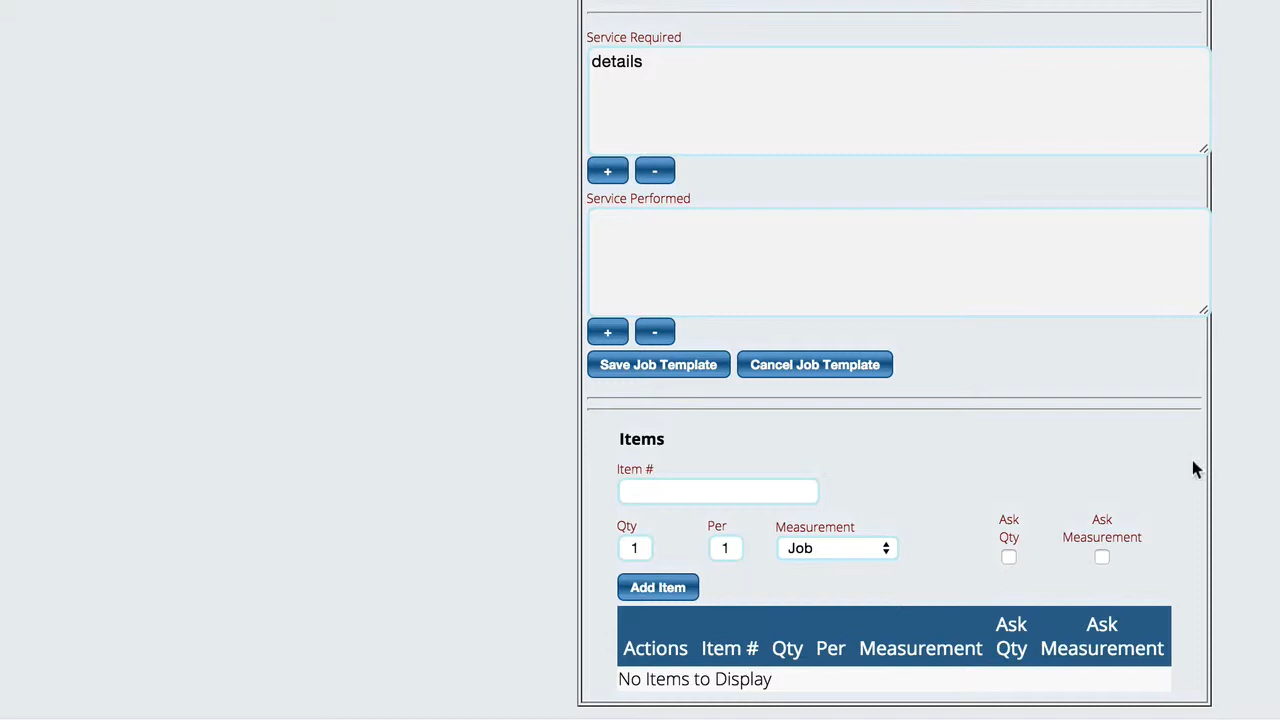 Service Required
details
+ -
Service Performed
+ -
Save Job Template Cancel Job Template
Items
Item #
Qty Per Measurement Ask Qty Ask Measurement
1 1 Job
Add Item
Actions Item # Qty Per Measurement Ask Qty Ask Measurement
No Items to Display